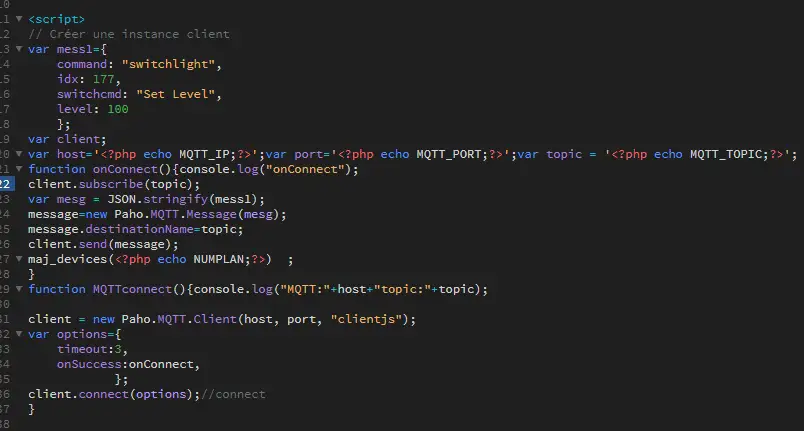 10
11 <script>
12 // Créer une instance client
13 var mess1={
14 command: "switchlight",
15 idx: 177,
16 switchcmd: "Set Level",
17 level: 100
18 };
19 var client;
20 var host='<?php echo MQTT_IP;?>';var port='<?php echo MQTT_PORT;?>';var topic = '<?php echo MQTT_TOPIC;?>';
21 function onConnect(){console.log("onConnect");
22 client.subscribe(topic);
23 var mesg = JSON.stringify(mess1);
24 message=new Paho.MQTT.Message(mesg);
25 message.destinationName=topic;
26 client.send(message);
27 maj_devices(<?php echo NUMPLAN;?>) ;
28 }
29 function MQTTconnect(){console.log("MQTT:"+host+"topic:"+topic);
30
31 client = new Paho.MQTT.Client(host, port, "clientjs");
32 var options={
33 timeout:3,
34 onSuccess:onConnect,
35 };
36 client.connect(options);//connect
37 }
38